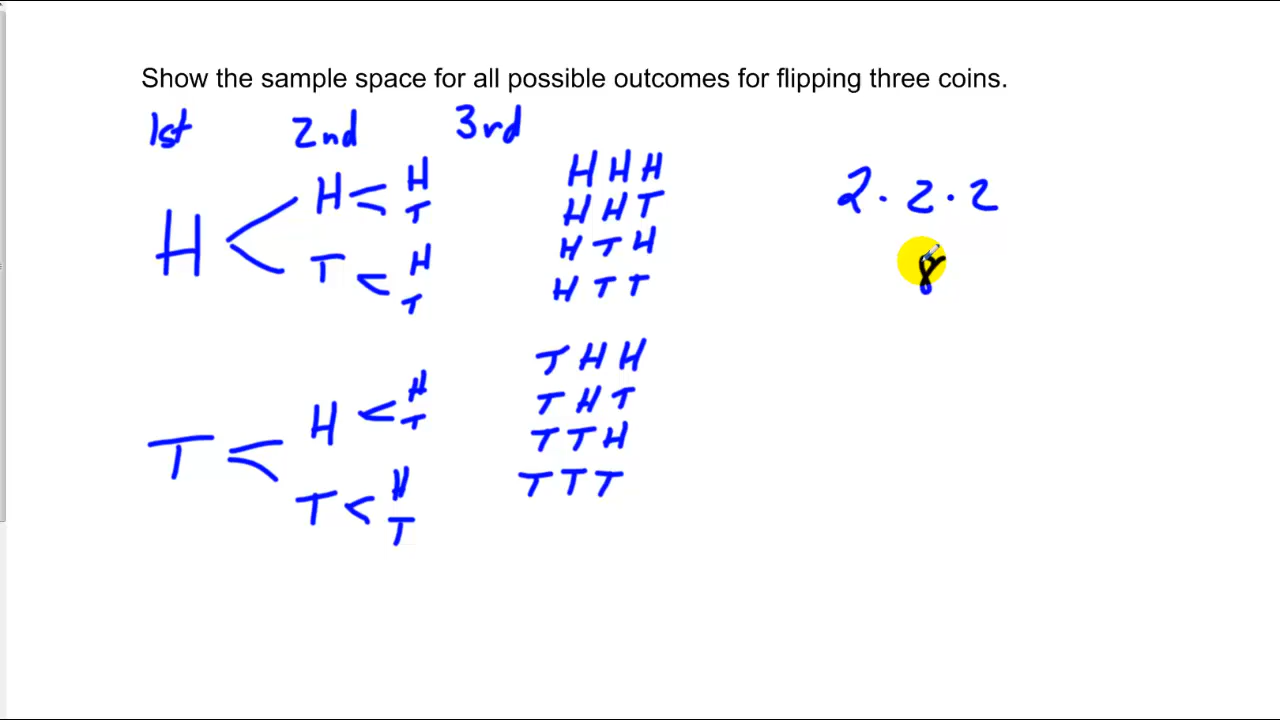 Show the sample space for all possible outcomes for flipping three coins.
1st 2nd 3rd
H < H < H
T
T < H
T
T < H < H
T
T < H
T
H H H
H H T
H T H
H T T
T H H
T H T
T T H
T T T
2 · 2 · 2
8